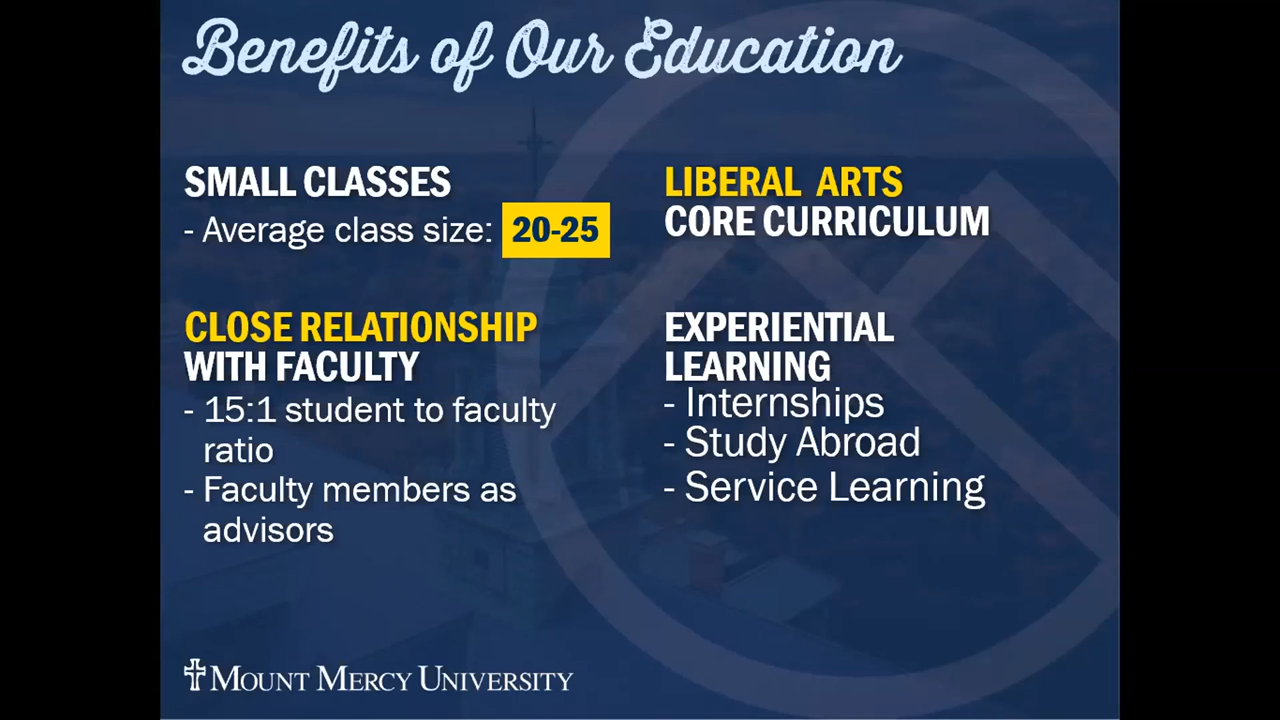 Benefits of Our Education
SMALL CLASSES
- Average class size: 20-25
CLOSE RELATIONSHIP
WITH FACULTY
- 15:1 student to faculty
ratio
- Faculty members as
advisors
LIBERAL ARTS
CORE CURRICULUM
EXPERIENTIAL
LEARNING
- Internships
- Study Abroad
- Service Learning
MOUNT MERCY UNIVERSITY